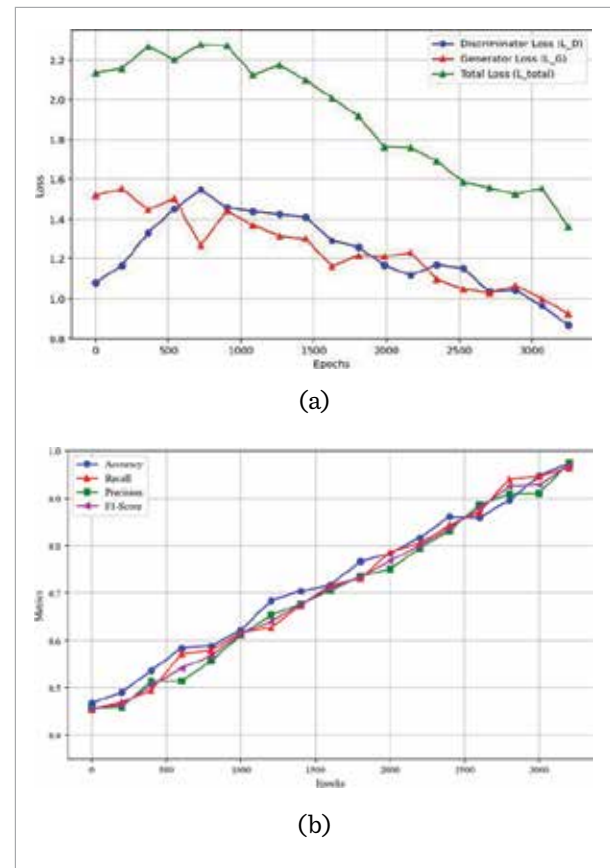 Discriminator Loss (L_D)
Generator Loss (L_G)
Total Loss (L_total)
2.2
2.0
1.8
1.6
1.4
1.2
1.0
0.8
Loss
0 500 1000 1500 2000 2500 3000
Epochs
(a)
Accuracy
Recall
Precision
F1-Score
1.0
0.9
0.8
0.7
0.6
0.5
0.4
Metrics
0 500 1000 1500 2000 2500 3000
Epochs
(b)